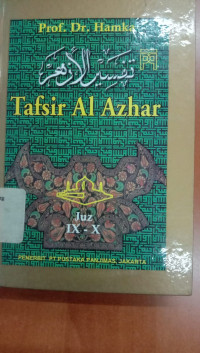 Prof. Dr. Hamka
تفسير الأزهر
Tafsir Al Azhar
Juz
IX - X
PENERBIT PT PUSTAKA PANJIMAS, JAKARTA